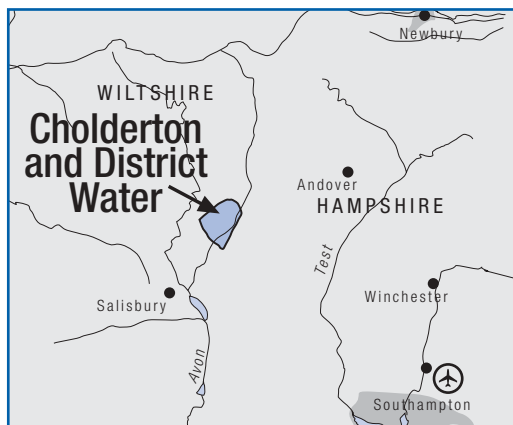 Newbury
WILTSHIRE
Cholderton
and District
Water
Andover
HAMPSHIRE
Test
Salisbury
Winchester
Avon
Southampton